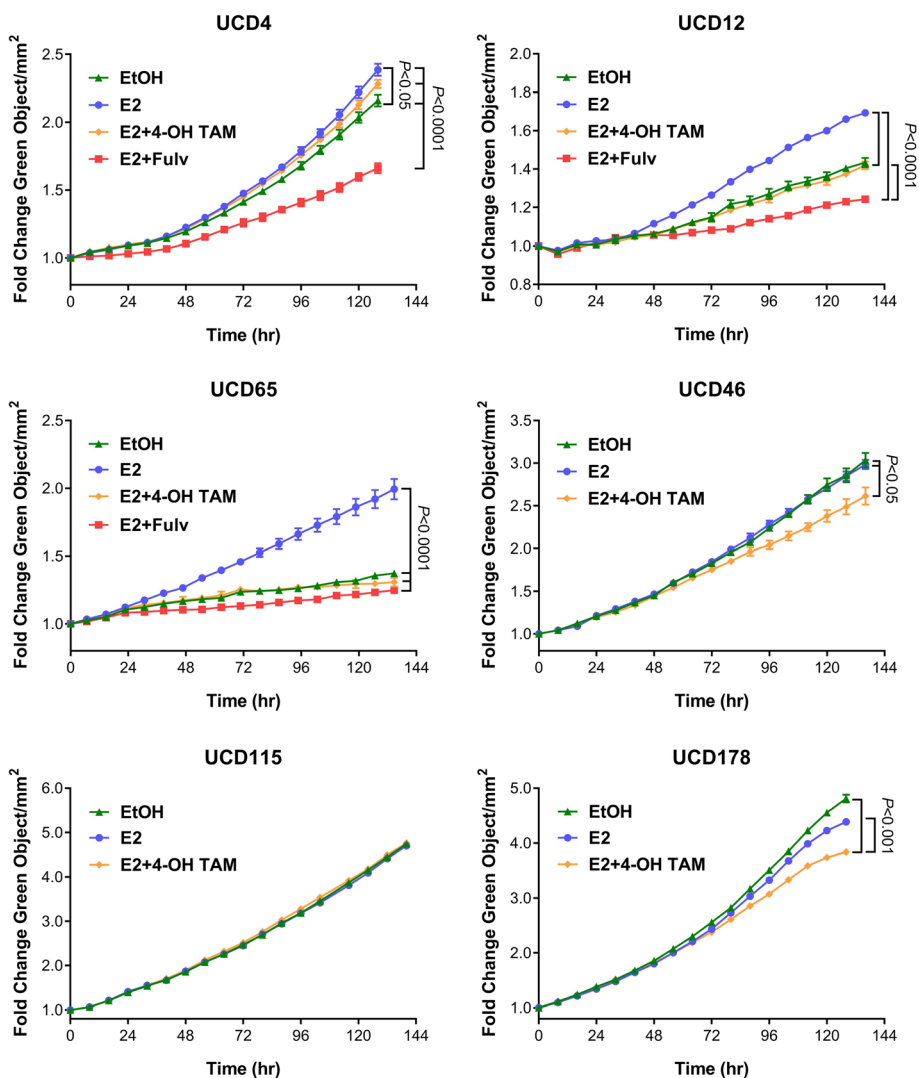 UCD4
Fold Change Green Object/mm²
2.5
2.0
1.5
1.0
EtOH
E2
E2+4-OH TAM
E2+Fulv
P<0.05
P<0.0001
0 24 48 72 96 120 144
Time (hr)
UCD12
Fold Change Green Object/mm²
2.0
1.8
1.6
1.4
1.2
1.0
0.8
EtOH
E2
E2+4-OH TAM
E2+Fulv
P<0.0001
0 24 48 72 96 120 144
Time (hr)
UCD65
Fold Change Green Object/mm²
2.5
2.0
1.5
1.0
EtOH
E2
E2+4-OH TAM
E2+Fulv
P<0.0001
0 24 48 72 96 120 144
Time (hr)
UCD46
Fold Change Green Object/mm²
3.5
3.0
2.5
2.0
1.5
1.0
EtOH
E2
E2+4-OH TAM
P<0.05
0 24 48 72 96 120 144
Time (hr)
UCD115
Fold Change Green Object/mm²
6.0
5.0
4.0
3.0
2.0
1.0
EtOH
E2
E2+4-OH TAM
0 24 48 72 96 120 144
Time (hr)
UCD178
Fold Change Green Object/mm²
5.0
4.0
3.0
2.0
1.0
EtOH
E2
E2+4-OH TAM
P<0.001
0 24 48 72 96 120 144
Time (hr)